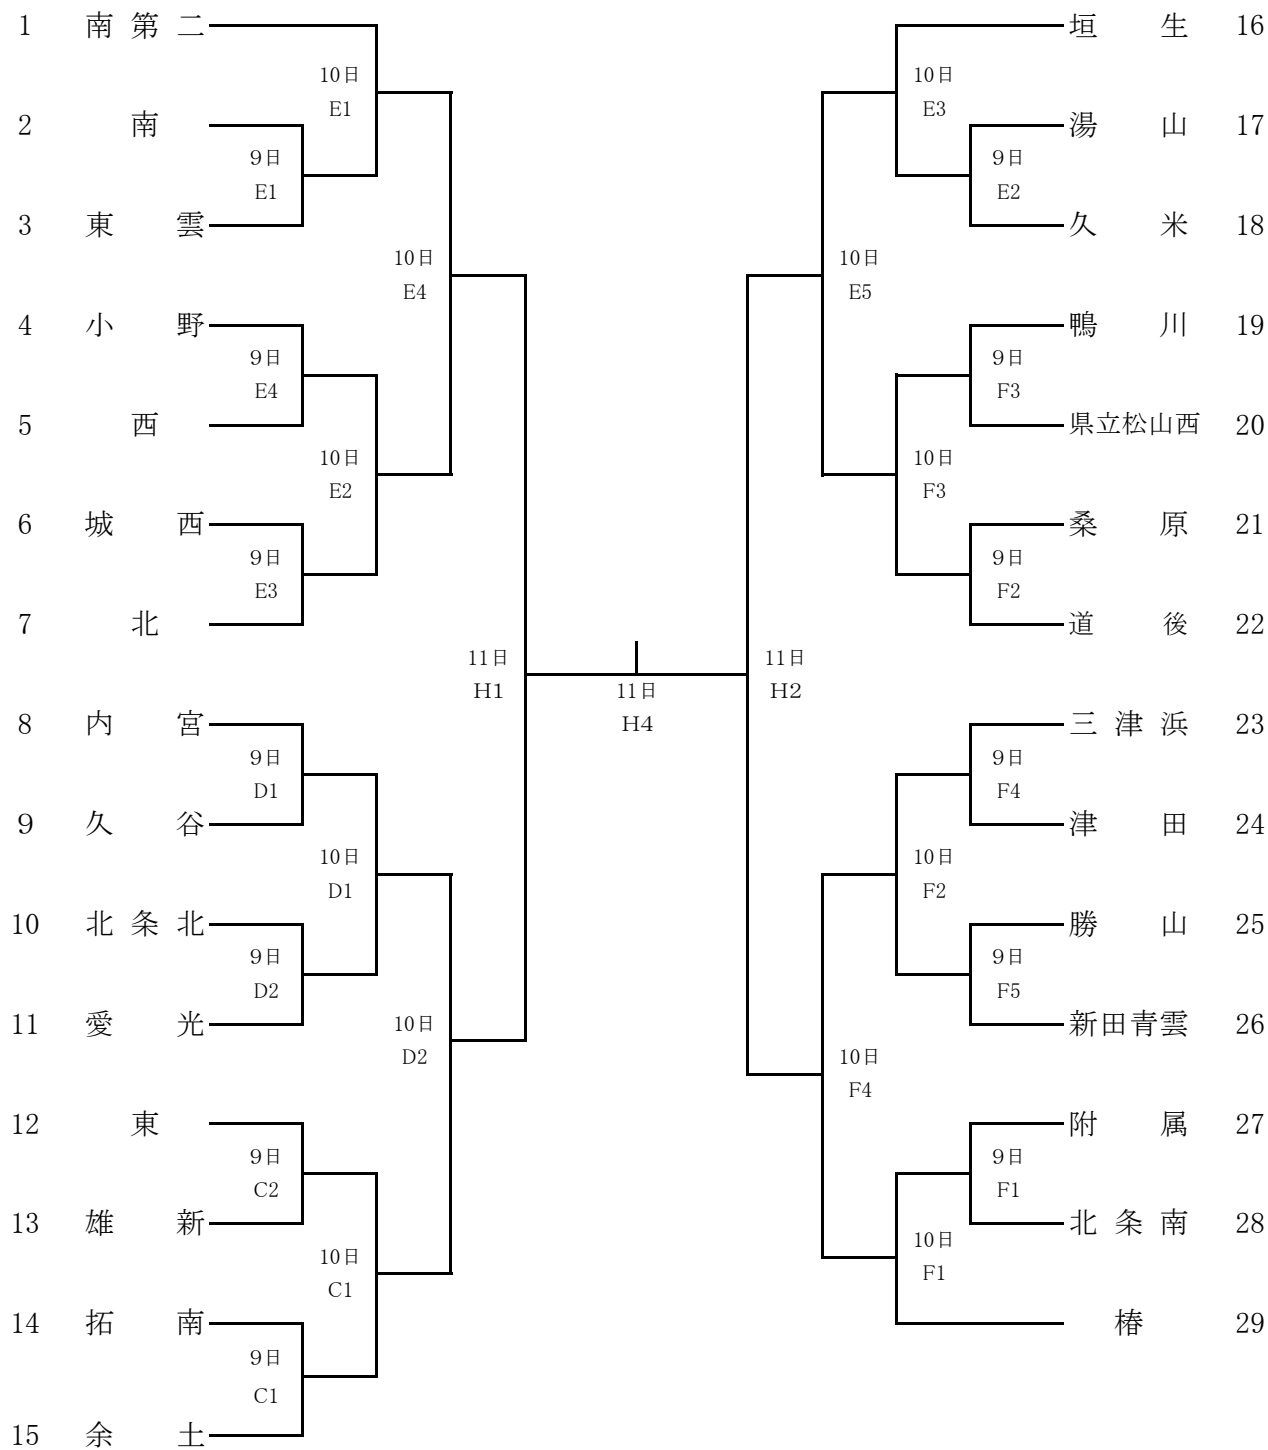 1 南第二
10日
E1
2 南
9日
E1
3 東雲
10日
E4
4 小野
9日
E4
5 西
10日
E2
6 城西
9日
E3
7 北
11日
H1
8 内宮
9日
D1
9 久谷
10日
D1
10 北条北
9日
D2
11 愛光
10日
D2
12 東
9日
C2
13 雄新
10日
C1
14 拓南
9日
C1
15 余土
11日
H4
垣生 16
10日
E3
湯山 17
9日
E2
久米 18
10日
E5
鴨川 19
9日
F3
県立松山西 20
10日
F3
桑原 21
9日
F2
道後 22
11日
H2
三津浜 23
9日
F4
津田 24
10日
F2
勝山 25
9日
F5
新田青雲 26
10日
F4
附属 27
9日
F1
北条南 28
10日
F1
椿 29